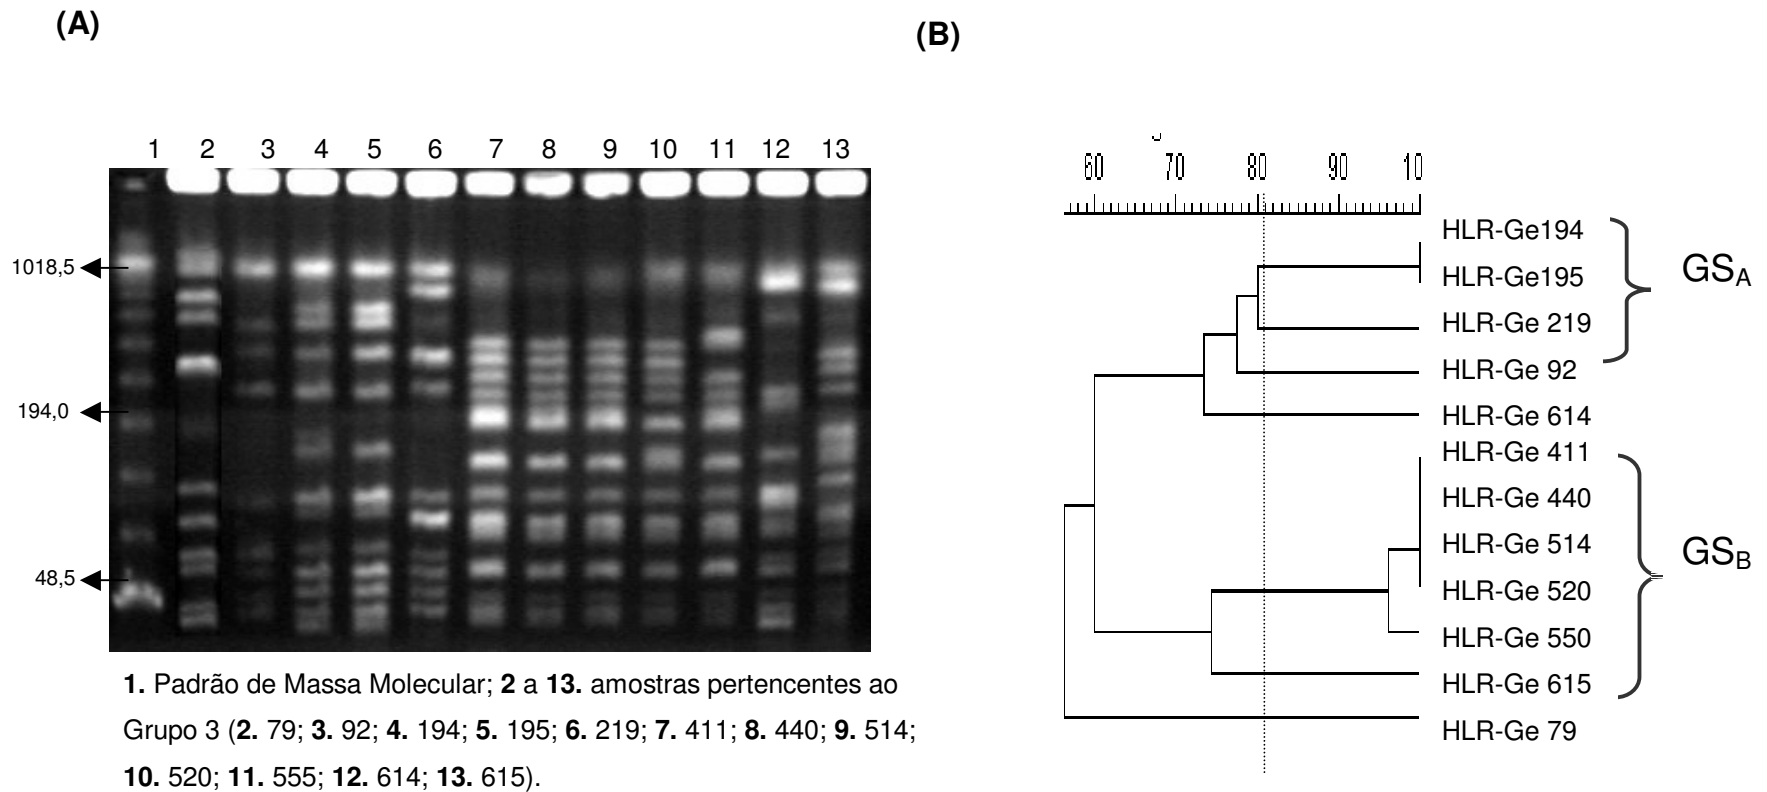 (A)
(B)
1 2 3 4 5 6 7 8 9 10 11 12 13
1018,5
194,0
48,5
1. Padrão de Massa Molecular; 2 a 13. amostras pertencentes ao
Grupo 3 (2. 79; 3. 92; 4. 194; 5. 195; 6. 219; 7. 411; 8. 440; 9. 514;
10. 520; 11. 555; 12. 614; 13. 615).
60 70 80 90 10
HLR-Ge194
HLR-Ge195
HLR-Ge 219
HLR-Ge 92
HLR-Ge 614
HLR-Ge 411
HLR-Ge 440
HLR-Ge 514
HLR-Ge 520
HLR-Ge 550
HLR-Ge 615
HLR-Ge 79
GSA
GSB